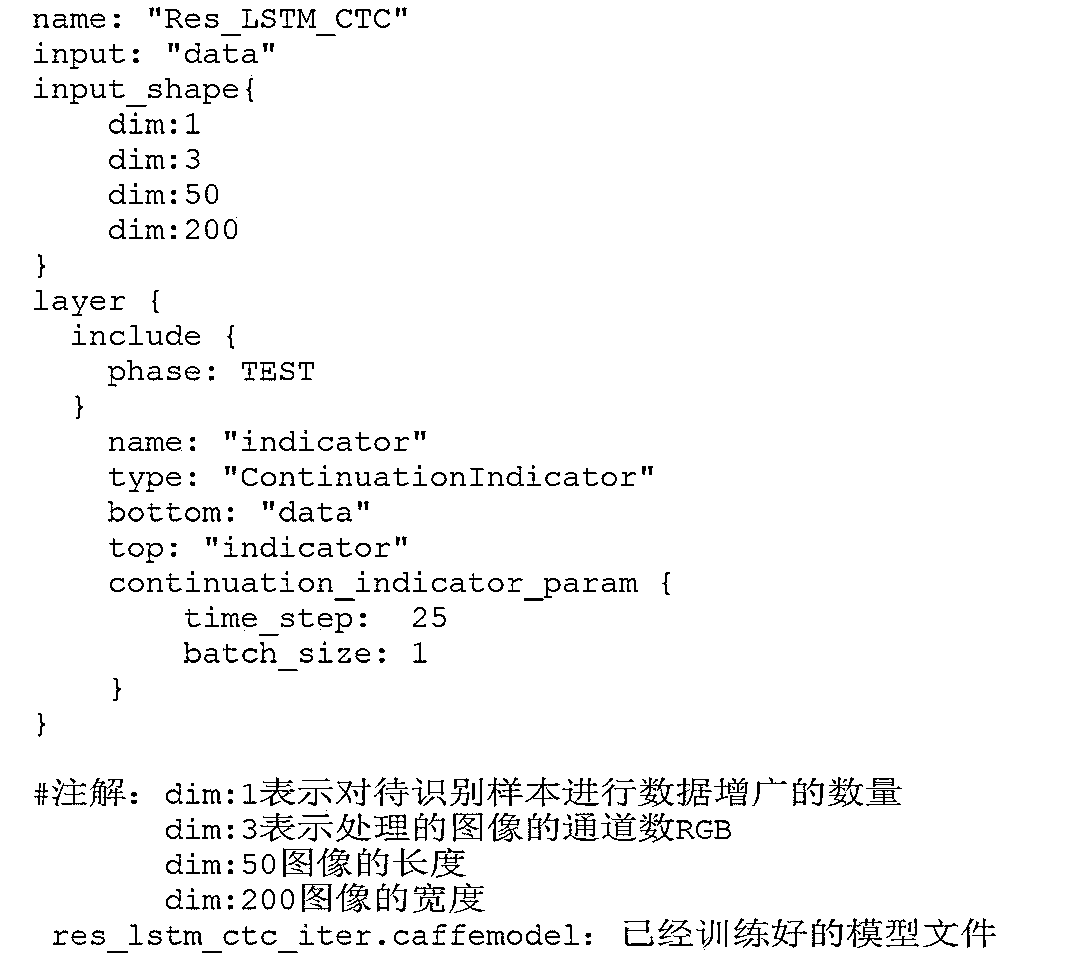 name: "Res_LSTM_CTC"
input: "data"
input_shape{
    dim:1
    dim:3
    dim:50
    dim:200
}
layer {
  include {
    phase: TEST
  }
    name: "indicator"
    type: "ContinuationIndicator"
    bottom: "data"
    top: "indicator"
    continuation_indicator_param {
        time_step:  25
        batch_size: 1
    }
}
#注解: dim:1表示对待识别样本进行数据增广的数量
       dim:3表示处理的图像的通道数RGB
       dim:50图像的长度
       dim:200图像的宽度
 res_lstm_ctc_iter.caffemodel: 已经训练好的模型文件